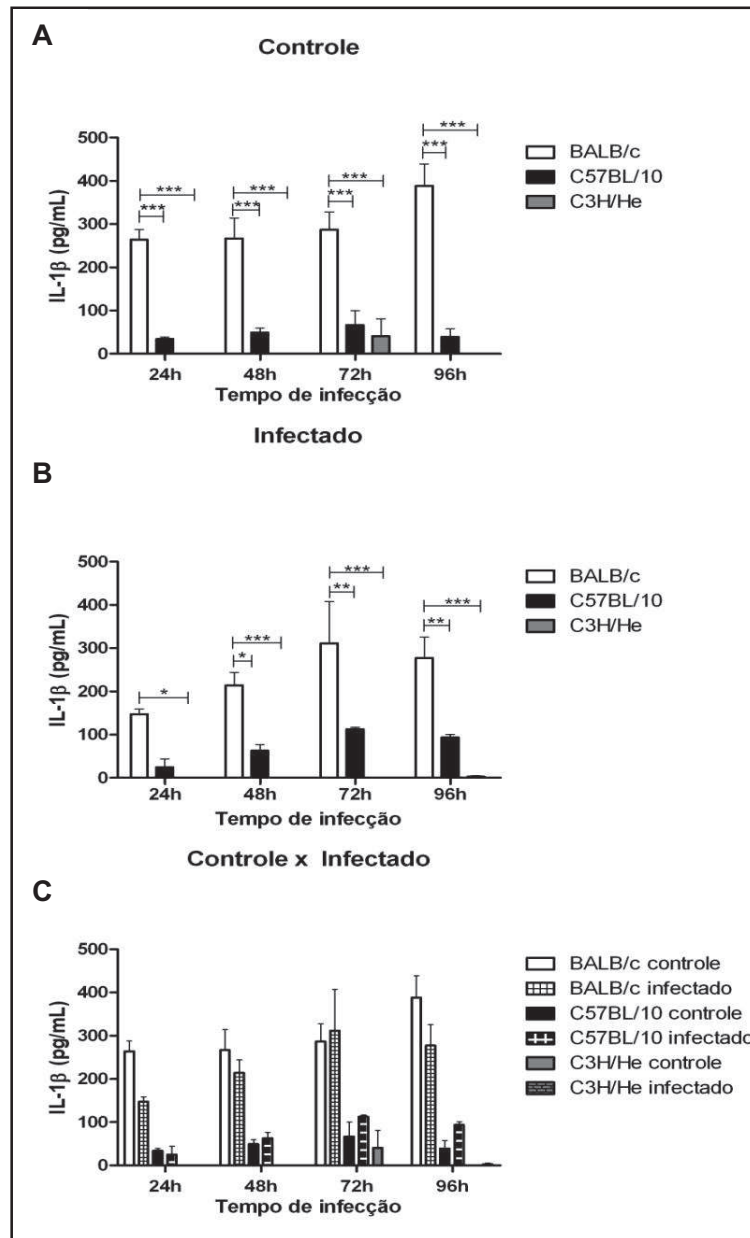 A
Controle
*** *** *** *** *** *** *** ***
500
400
300
200
100
0
IL-1β (pg/mL)
24h 48h 72h 96h
Tempo de infecção
BALB/c
C57BL/10
C3H/He
Infectado
B
* *** * *** ** *** **​ ***
500
400
300
200
100
0
IL-1β (pg/mL)
24h 48h 72h 96h
Tempo de infecção
BALB/c
C57BL/10
C3H/He
Controle x Infectado
C
500
400
300
200
100
0
IL-1β (pg/mL)
24h 48h 72h 96h
Tempo de infecção
BALB/c controle
BALB/c infectado
C57BL/10 controle
C57BL/10 infectado
C3H/He controle
C3H/He infectado